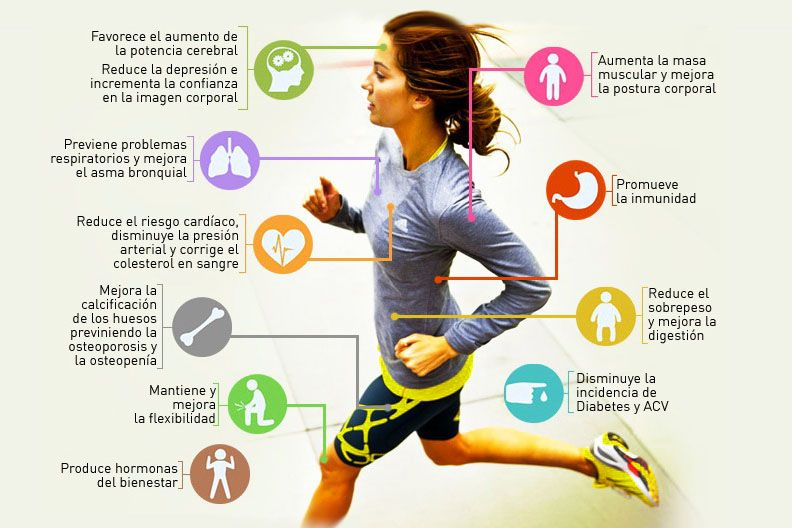 Favorece el aumento de
la potencia cerebral
Reduce la depresión e
incrementa la confianza
en la imagen corporal
Previene problemas
respiratorios y mejora
el asma bronquial
Reduce el riesgo cardíaco,
disminuye la presión
arterial y corrige el
colesterol en sangre
Mejora la
calcificación
de los huesos
previniendo la
osteoporosis y
la osteopenía
Mantiene y
mejora
la flexibilidad
Produce hormonas
del bienestar
Aumenta la masa
muscular y mejora
la postura corporal
Promueve
la inmunidad
Reduce el
sobrepeso
y mejora la
digestión
Disminuye la
incidencia de
Diabetes y ACV